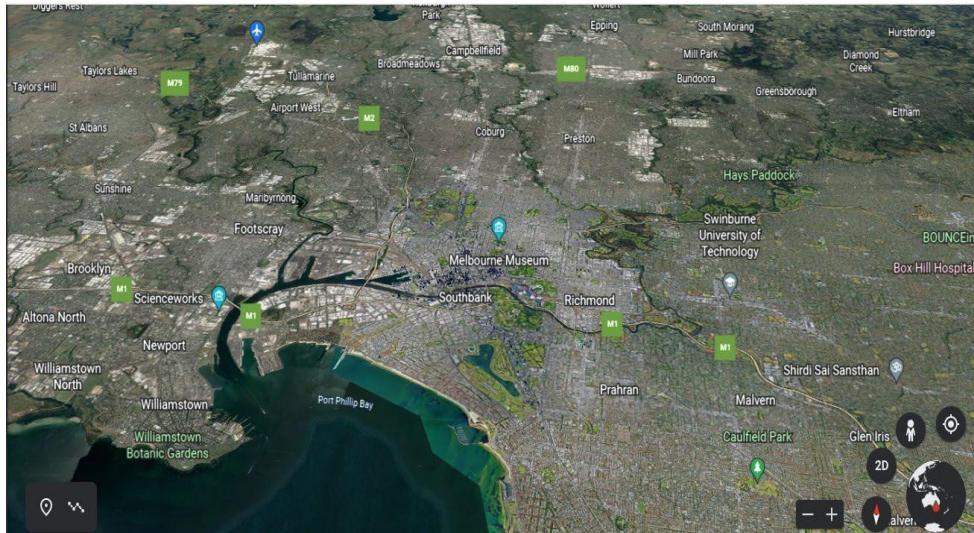 Diggers Rest
Park
Wollert
Epping
South Morang
Hurstbridge
Campbellfield
Mill Park
Diamond
Creek
Taylors Lakes
Broadmeadows
M80
Tullamarine
Bundoora
Taylors Hill
M79
Greensborough
Airport West
M2
Eltham
St Albans
Coburg
Preston
Hays Paddock
Sunshine
Maribyrnong
Footscray
Swinburne
University of
Technology
BOUNCEin
Melbourne Museum
Brooklyn
Box Hill Hospital
M1
Scienceworks
Southbank
Richmond
Altona North
M1
M1
Newport
M1
Williamstown
North
Shirdi Sai Sansthan
Prahran
Malvern
Williamstown
Port Phillip Bay
Williamstown
Botanic Gardens
Caulfield Park
Glen Iris
2D